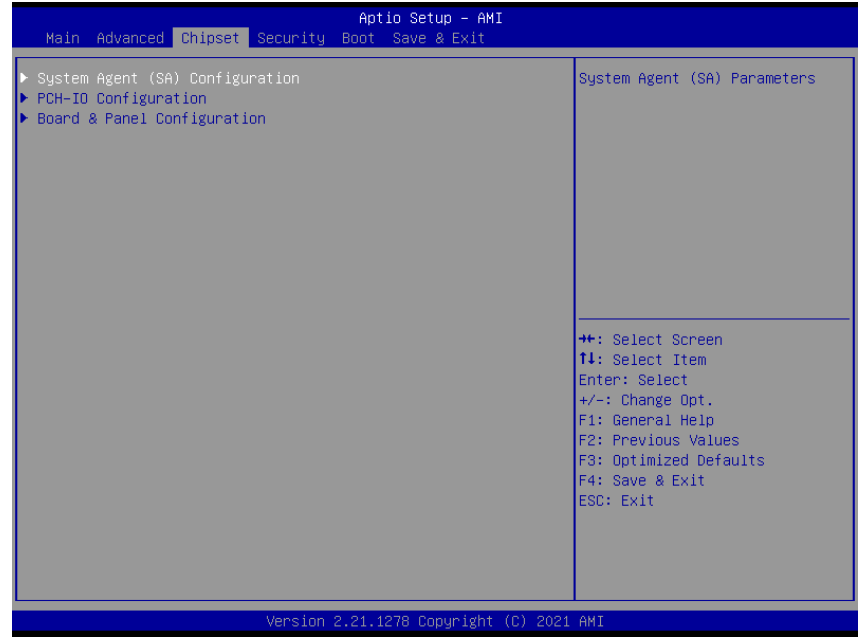 Aptio Setup – AMI
Main Advanced Chipset Security Boot Save & Exit
▶ System Agent (SA) Configuration
▶ PCH-IO Configuration
▶ Board & Panel Configuration
System Agent (SA) Parameters
→←: Select Screen
↑↓: Select Item
Enter: Select
+/-: Change Opt.
F1: General Help
F2: Previous Values
F3: Optimized Defaults
F4: Save & Exit
ESC: Exit
Version 2.21.1278 Copyright (C) 2021 AMI